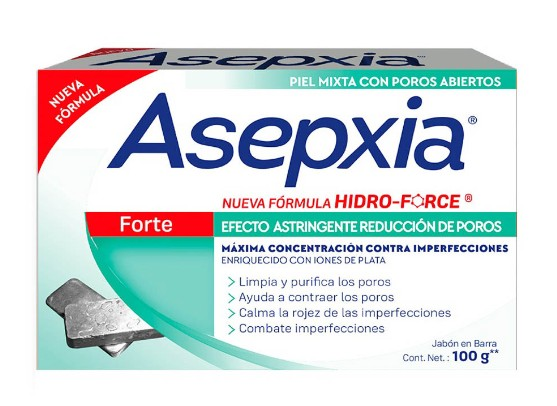 Asepxia
NUEVA FÓRMULA
PIEL MIXTA CON POROS ABIERTOS
Asepxia®
NUEVA FÓRMULA HIDRO-FORCE®
Forte
EFECTO ASTRINGENTE REDUCCIÓN DE POROS
MÁXIMA CONCENTRACIÓN CONTRA IMPERFECCIONES
ENRIQUECIDO CON IONES DE PLATA
> Limpia y purifica los poros
> Ayuda a contraer los poros
> Calma la rojez de las imperfecciones
> Combate imperfecciones
Jabón en Barra
Cont. Net.: 100 g**